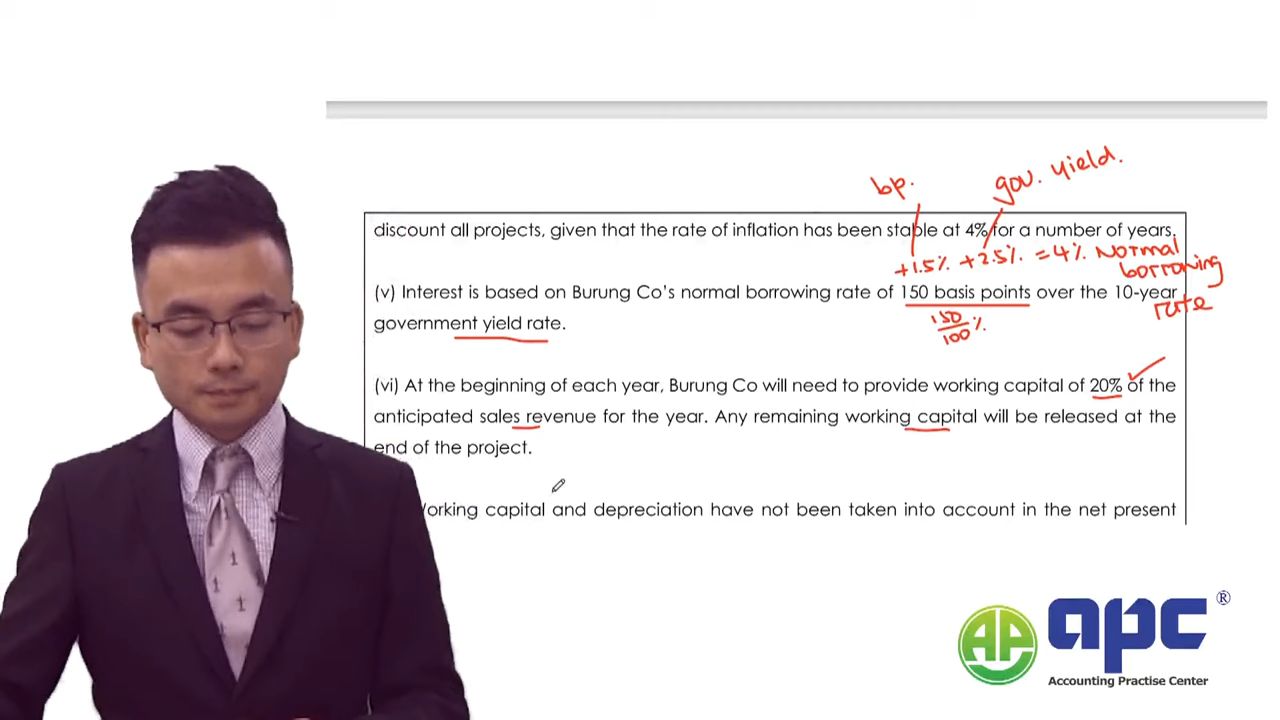 bp. gov. yield.
discount all projects, given that the rate of inflation has been stable at 4% for a number of years.
+1.5% +2.5% = 4% Normal
borrowing
rate
(v) Interest is based on Burung Co's normal borrowing rate of 150 basis points over the 10-year
150
100 %
government yield rate.
(vi) At the beginning of each year, Burung Co will need to provide working capital of 20% of the
anticipated sales revenue for the year. Any remaining working capital will be released at the
end of the project.
orking capital and depreciation have not been taken into account in the net present
AP apc ®
Accounting Practise Center